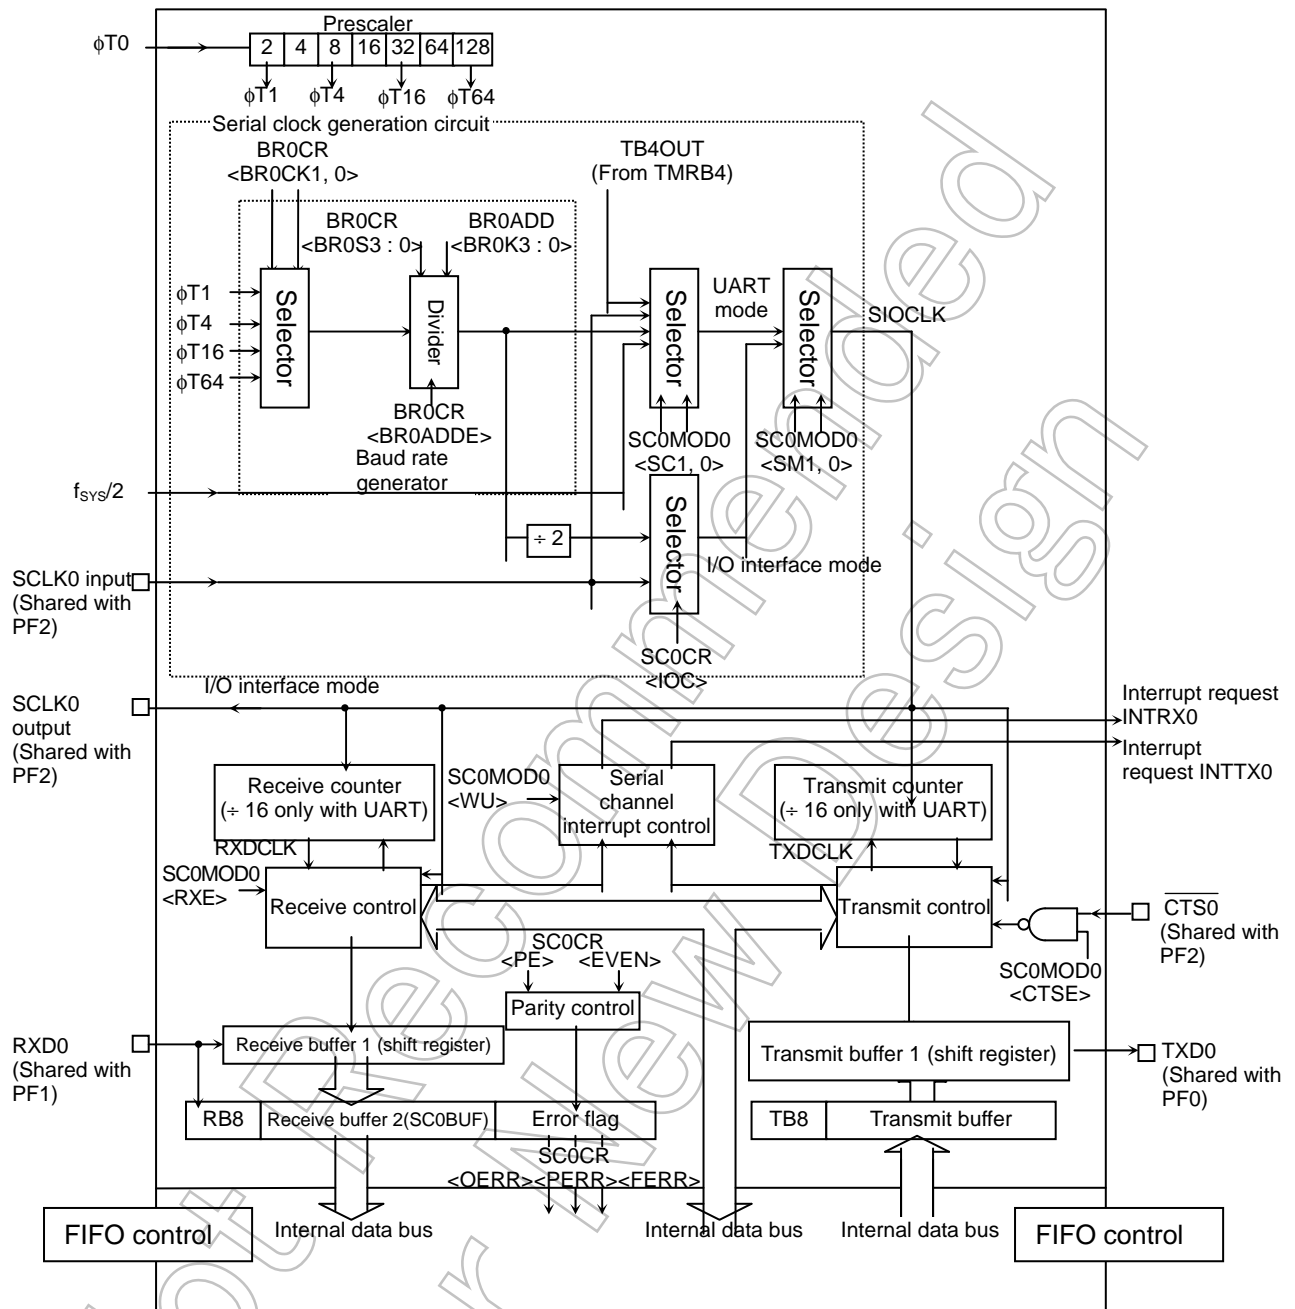 Prescaler
ϕT0
2 4 8 16 32 64 128
ϕT1 ϕT4 ϕT16 ϕT64
Serial clock generation circuit
BR0CR
<BR0CK1, 0>
TB4OUT
(From TMRB4)
BR0CR
<BR0S3 : 0>
BR0ADD
<BR0K3 : 0>
ϕT1
ϕT4
ϕT16
ϕT64
Selector
Divider
Selector
UART
mode
Selector
SIOCLK
BR0CR
<BR0ADDE>
Baud rate
generator
SC0MOD0
<SC1, 0>
SC0MOD0
<SM1, 0>
fSYS/2
÷ 2
Selector
I/O interface mode
SCLK0 input
(Shared with
PF2)
SC0CR
<IOC>
I/O interface mode
SCLK0
output
(Shared with
PF2)
Interrupt request
INTRX0
Interrupt
request INTTX0
Receive counter
(÷ 16 only with UART)
SC0MOD0
<WU>
Serial
channel
interrupt control
Transmit counter
(÷ 16 only with UART)
RXDCLK
TXDCLK
SC0MOD0
<RXE>
Receive control
Transmit control
CTS0
(Shared with
PF2)
SC0MOD0
<CTSE>
SC0CR
<PE> <EVEN>
Parity control
RXD0
(Shared with
PF1)
Receive buffer 1 (shift register)
Transmit buffer 1 (shift register)
TXD0
(Shared with
PF0)
RB8 Receive buffer 2(SC0BUF) Error flag
TB8 Transmit buffer
SC0CR
<OERR><PERR><FERR>
Internal data bus
Internal data bus
Internal data bus
FIFO control
FIFO control
Not Recommended
for New Design